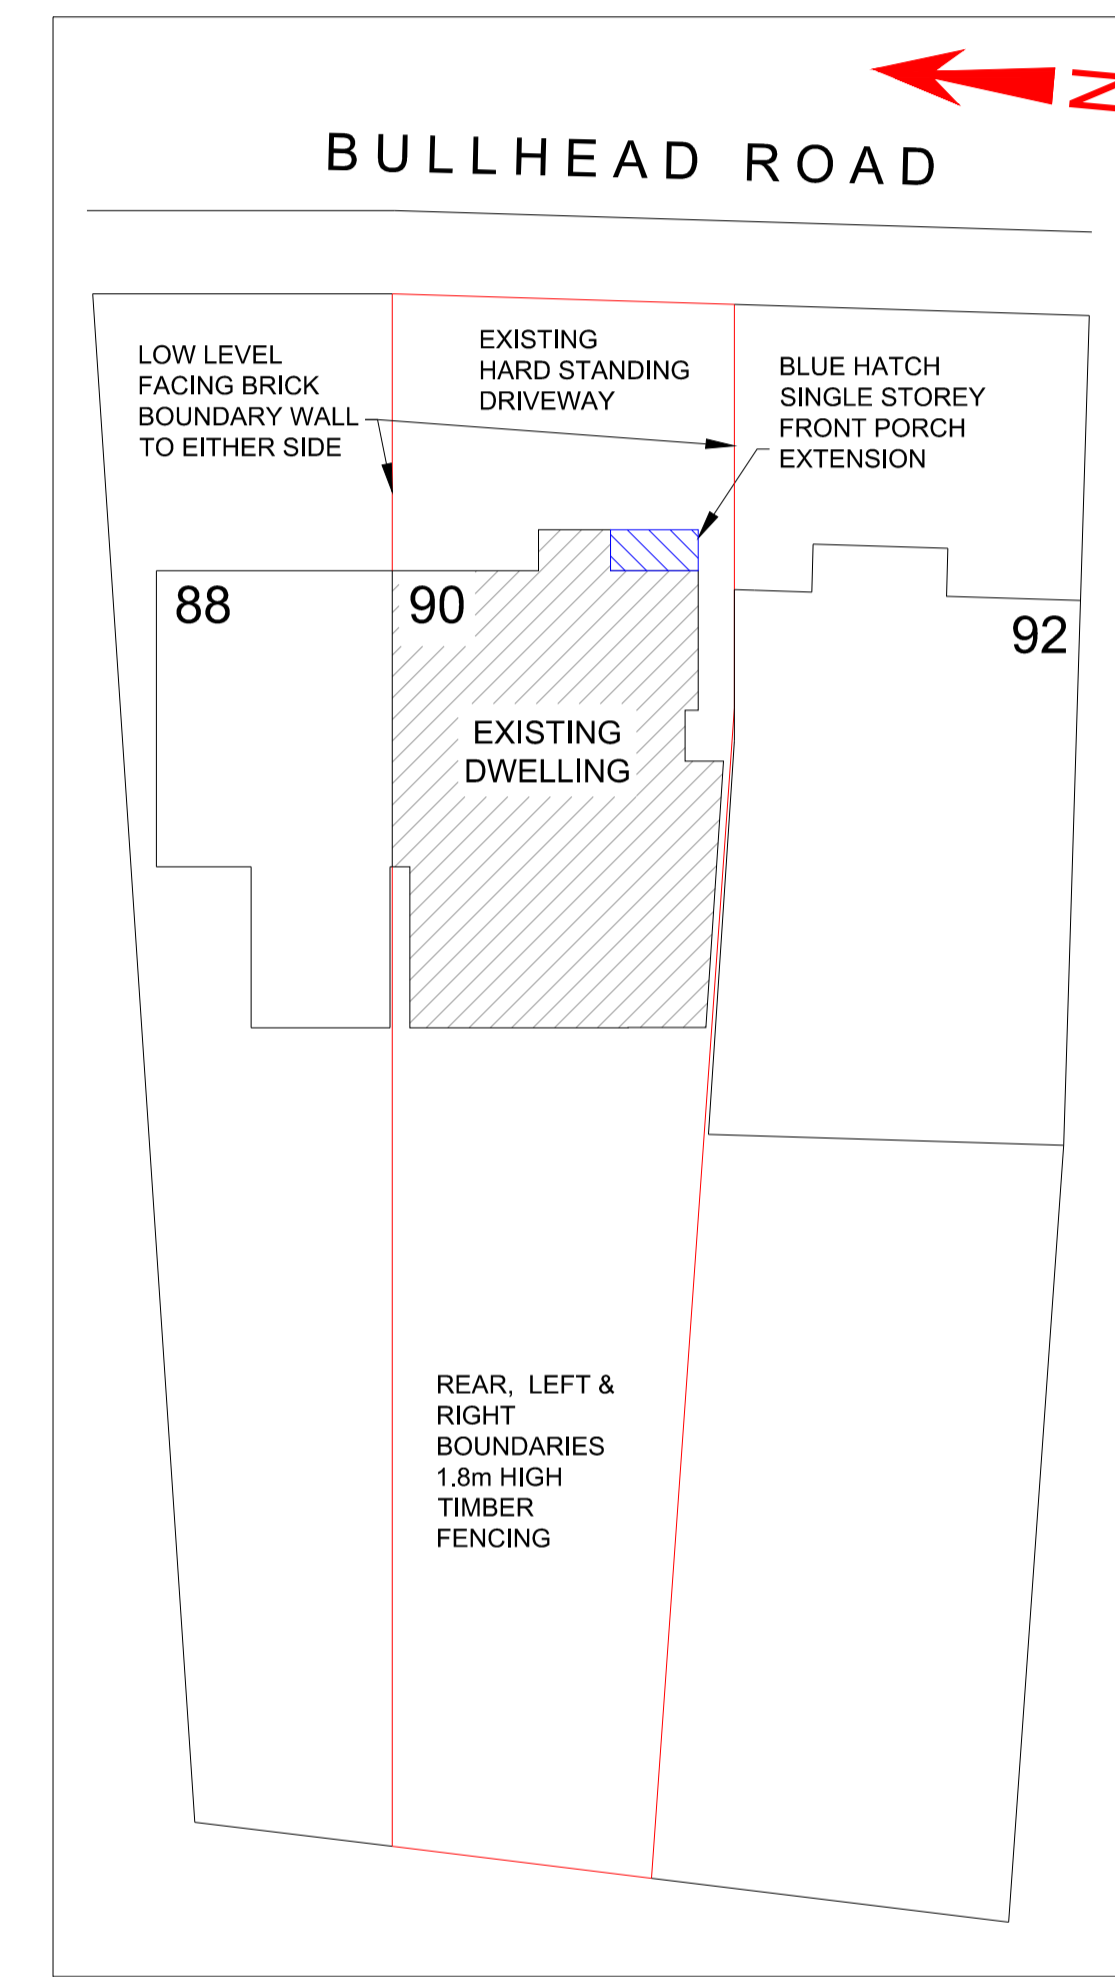 N
BULLHEAD ROAD
LOW LEVEL
FACING BRICK
BOUNDARY WALL
TO EITHER SIDE
EXISTING
HARD STANDING
DRIVEWAY
BLUE HATCH
SINGLE STOREY
FRONT PORCH
EXTENSION
88
90
92
EXISTING
DWELLING
REAR, LEFT &
RIGHT
BOUNDARIES
1.8m HIGH
TIMBER
FENCING